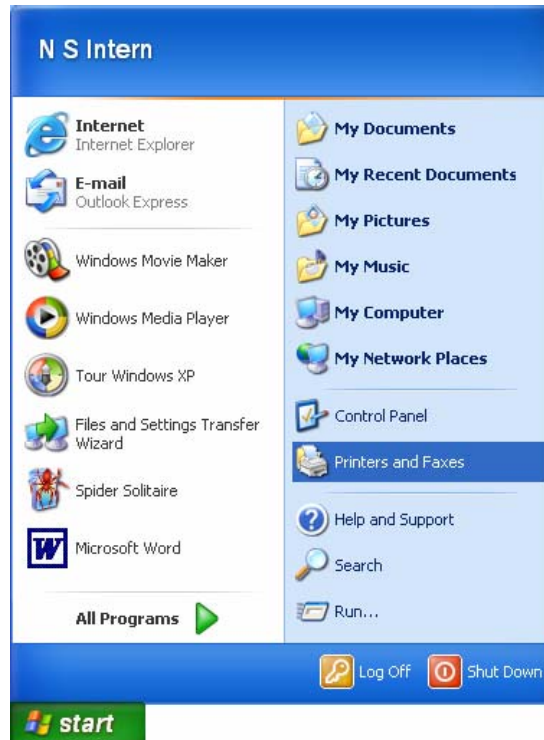 N S Intern
Internet
Internet Explorer
E-mail
Outlook Express
Windows Movie Maker
Windows Media Player
Tour Windows XP
Files and Settings Transfer
Wizard
Spider Solitaire
W
Microsoft Word
All Programs
My Documents
My Recent Documents
My Pictures
My Music
My Computer
My Network Places
Control Panel
Printers and Faxes
Help and Support
Search
Run...
Log Off
Shut Down
start